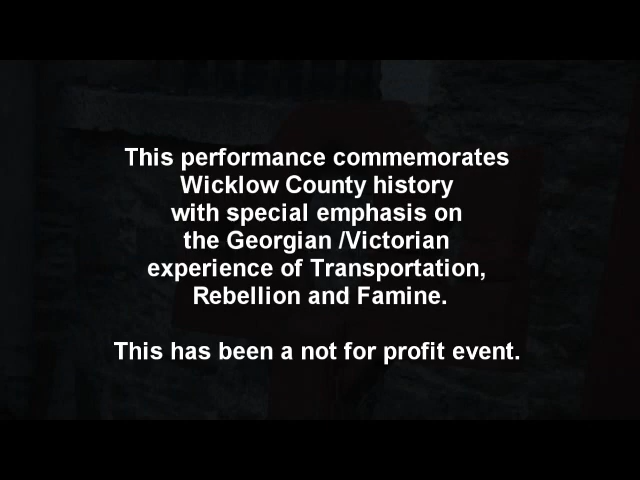 This performance commemorates
Wicklow County history
with special emphasis on
the Georgian /Victorian
experience of Transportation,
Rebellion and Famine.
This has been a not for profit event.